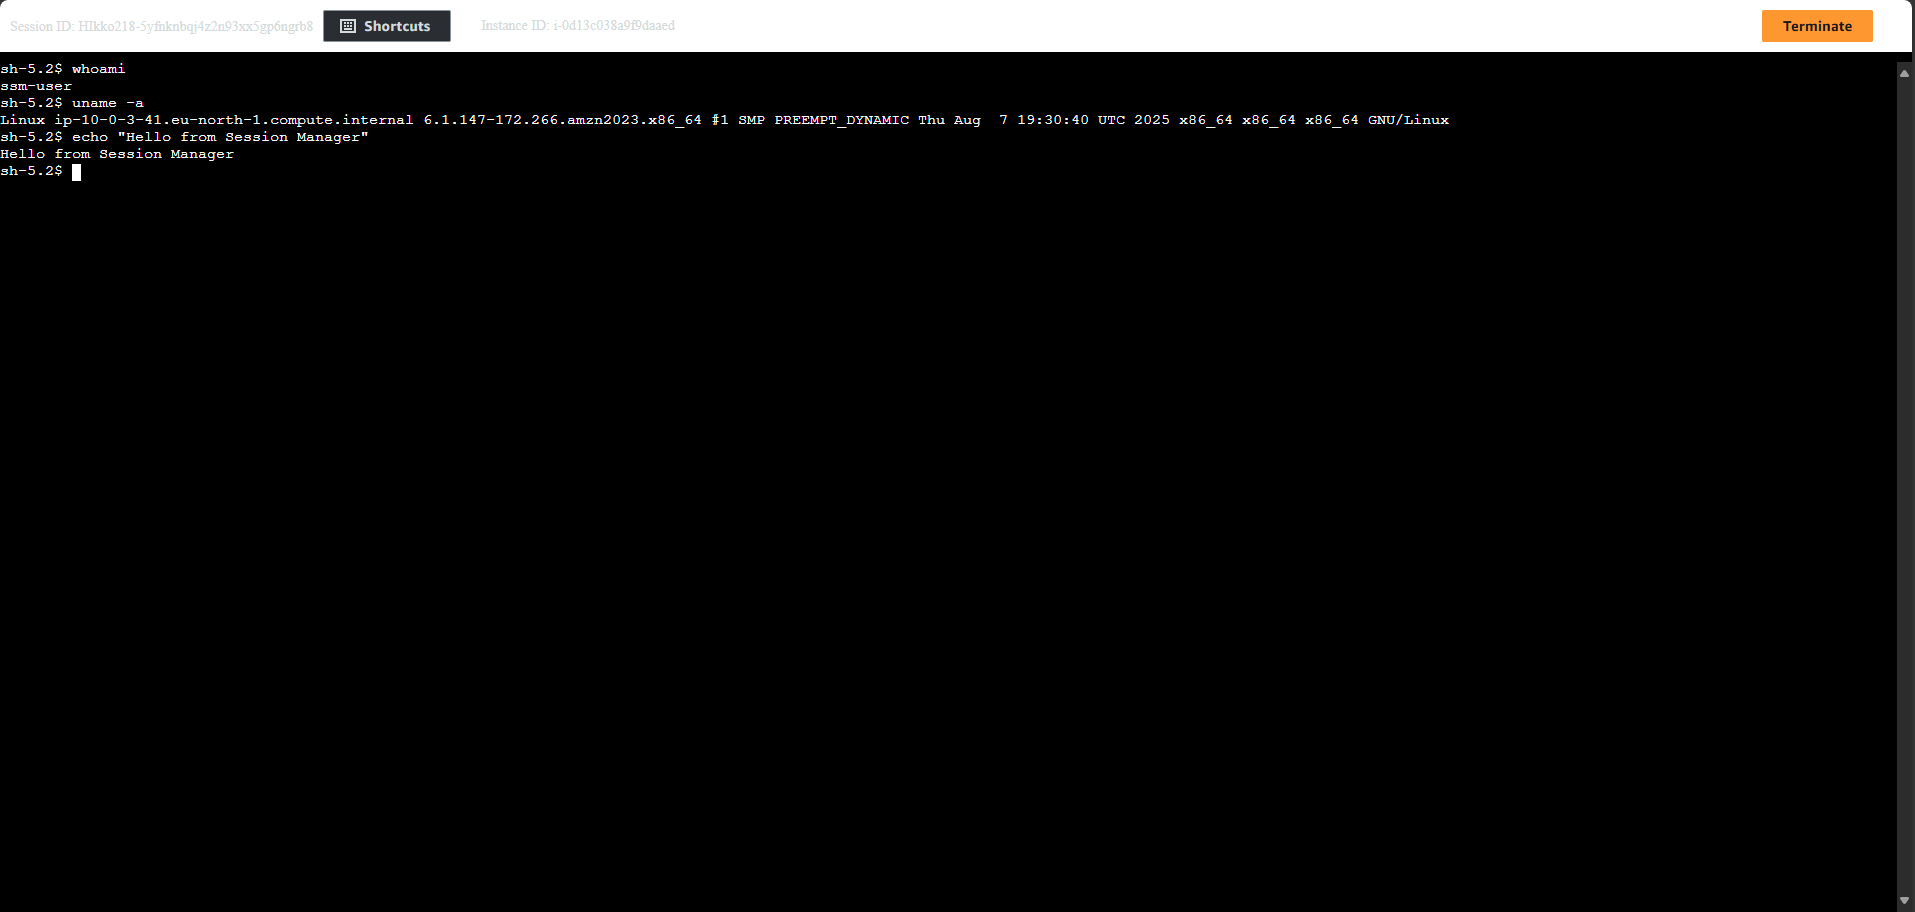 Session ID: HIkko218-5yfnknbqj4z2n93xx5gp6ngrb8 Shortcuts Instance ID: i-0d13c038a9f9daaed Terminate
sh-5.2$ whoami
ssm-user
sh-5.2$ uname -a
Linux ip-10-0-3-41.eu-north-1.compute.internal 6.1.147-172.266.amzn2023.x86_64 #1 SMP PREEMPT_DYNAMIC Thu Aug  7 19:30:40 UTC 2025 x86_64 x86_64 x86_64 GNU/Linux
sh-5.2$ echo "Hello from Session Manager"
Hello from Session Manager
sh-5.2$